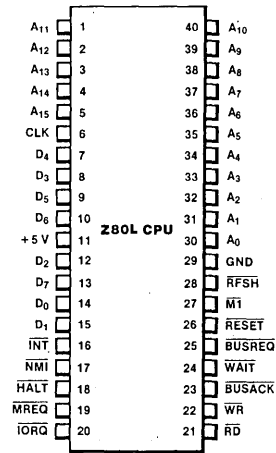 A11 1 40 A10
A12 2 39 A9
A13 3 38 A8
A14 4 37 A7
A15 5 36 A6
CLK 6 35 A5
D4 7 34 A4
D3 8 33 A3
D5 9 32 A2
D6 10 31 A1
+5 V 11 Z80L CPU 30 A0
D2 12 29 GND
D7 13 28 RFSH
D0 14 27 M1
D1 15 26 RESET
INT 16 25 BUSREQ
NMI 17 24 WAIT
HALT 18 23 BUSACK
MREQ 19 22 WR
IORQ 20 21 RD